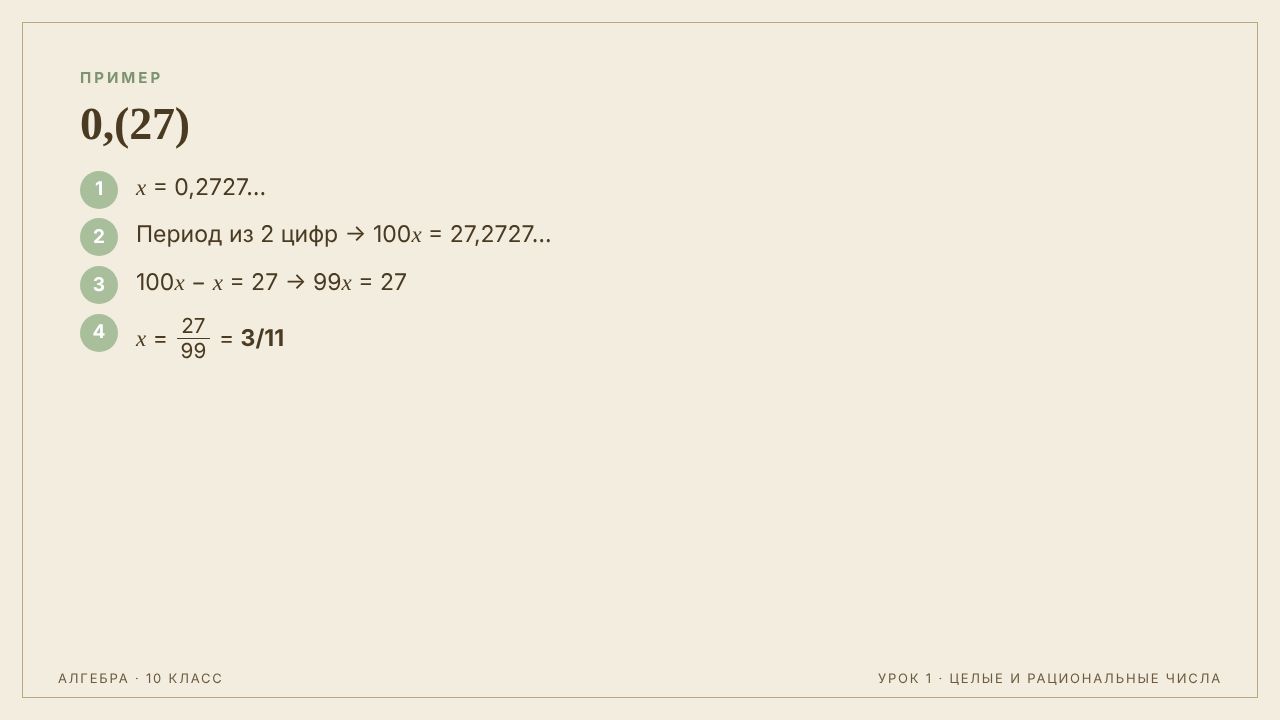 ПРИМЕР
0,(27)
1 x = 0,2727...
2 Период из 2 цифр → 100x = 27,2727...
3 100x − x = 27 → 99x = 27
4 x = 27/99 = 3/11
АЛГЕБРА · 10 КЛАСС
УРОК 1 · ЦЕЛЫЕ И РАЦИОНАЛЬНЫЕ ЧИСЛА